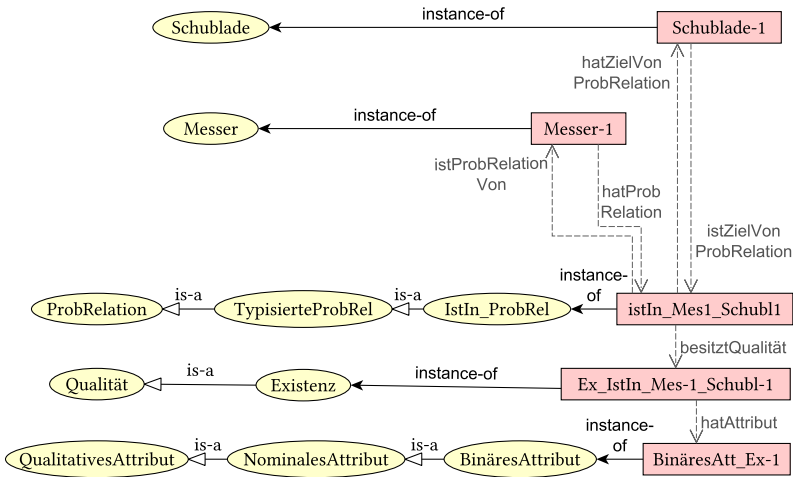 instance-of
Schublade
Schublade-1
hatZielVon
ProbRelation
instance-of
Messer
Messer-1
istProbRelation
Von
hatProb
Relation
istZielVon
ProbRelation
instance-
of
is-a
is-a
ProbRelation
TypisierteProbRel
IstIn_ProbRel
istIn_Mes1_Schubl1
besitztQualität
is-a
instance-of
Qualität
Existenz
Ex_IstIn_Mes-1_Schubl-1
hatAttribut
instance-
of
is-a
is-a
QualitativesAttribut
NominalesAttribut
BinäresAttribut
BinäresAtt_Ex-1